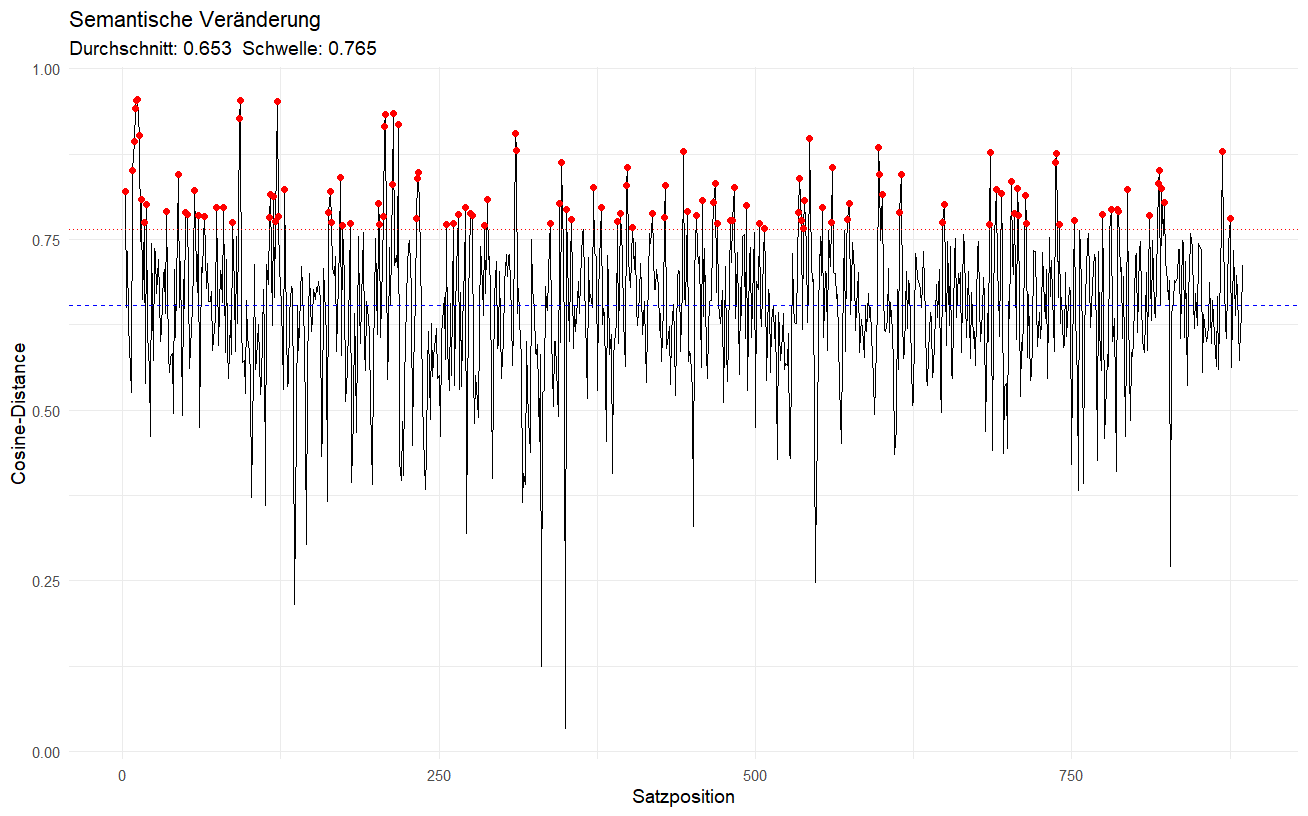 Semantische Veränderung
Durchschnitt: 0.653  Schwelle: 0.765
1.00
0.75
0.50
0.25
0.00
Cosine-Distance
0
250
500
750
Satzposition